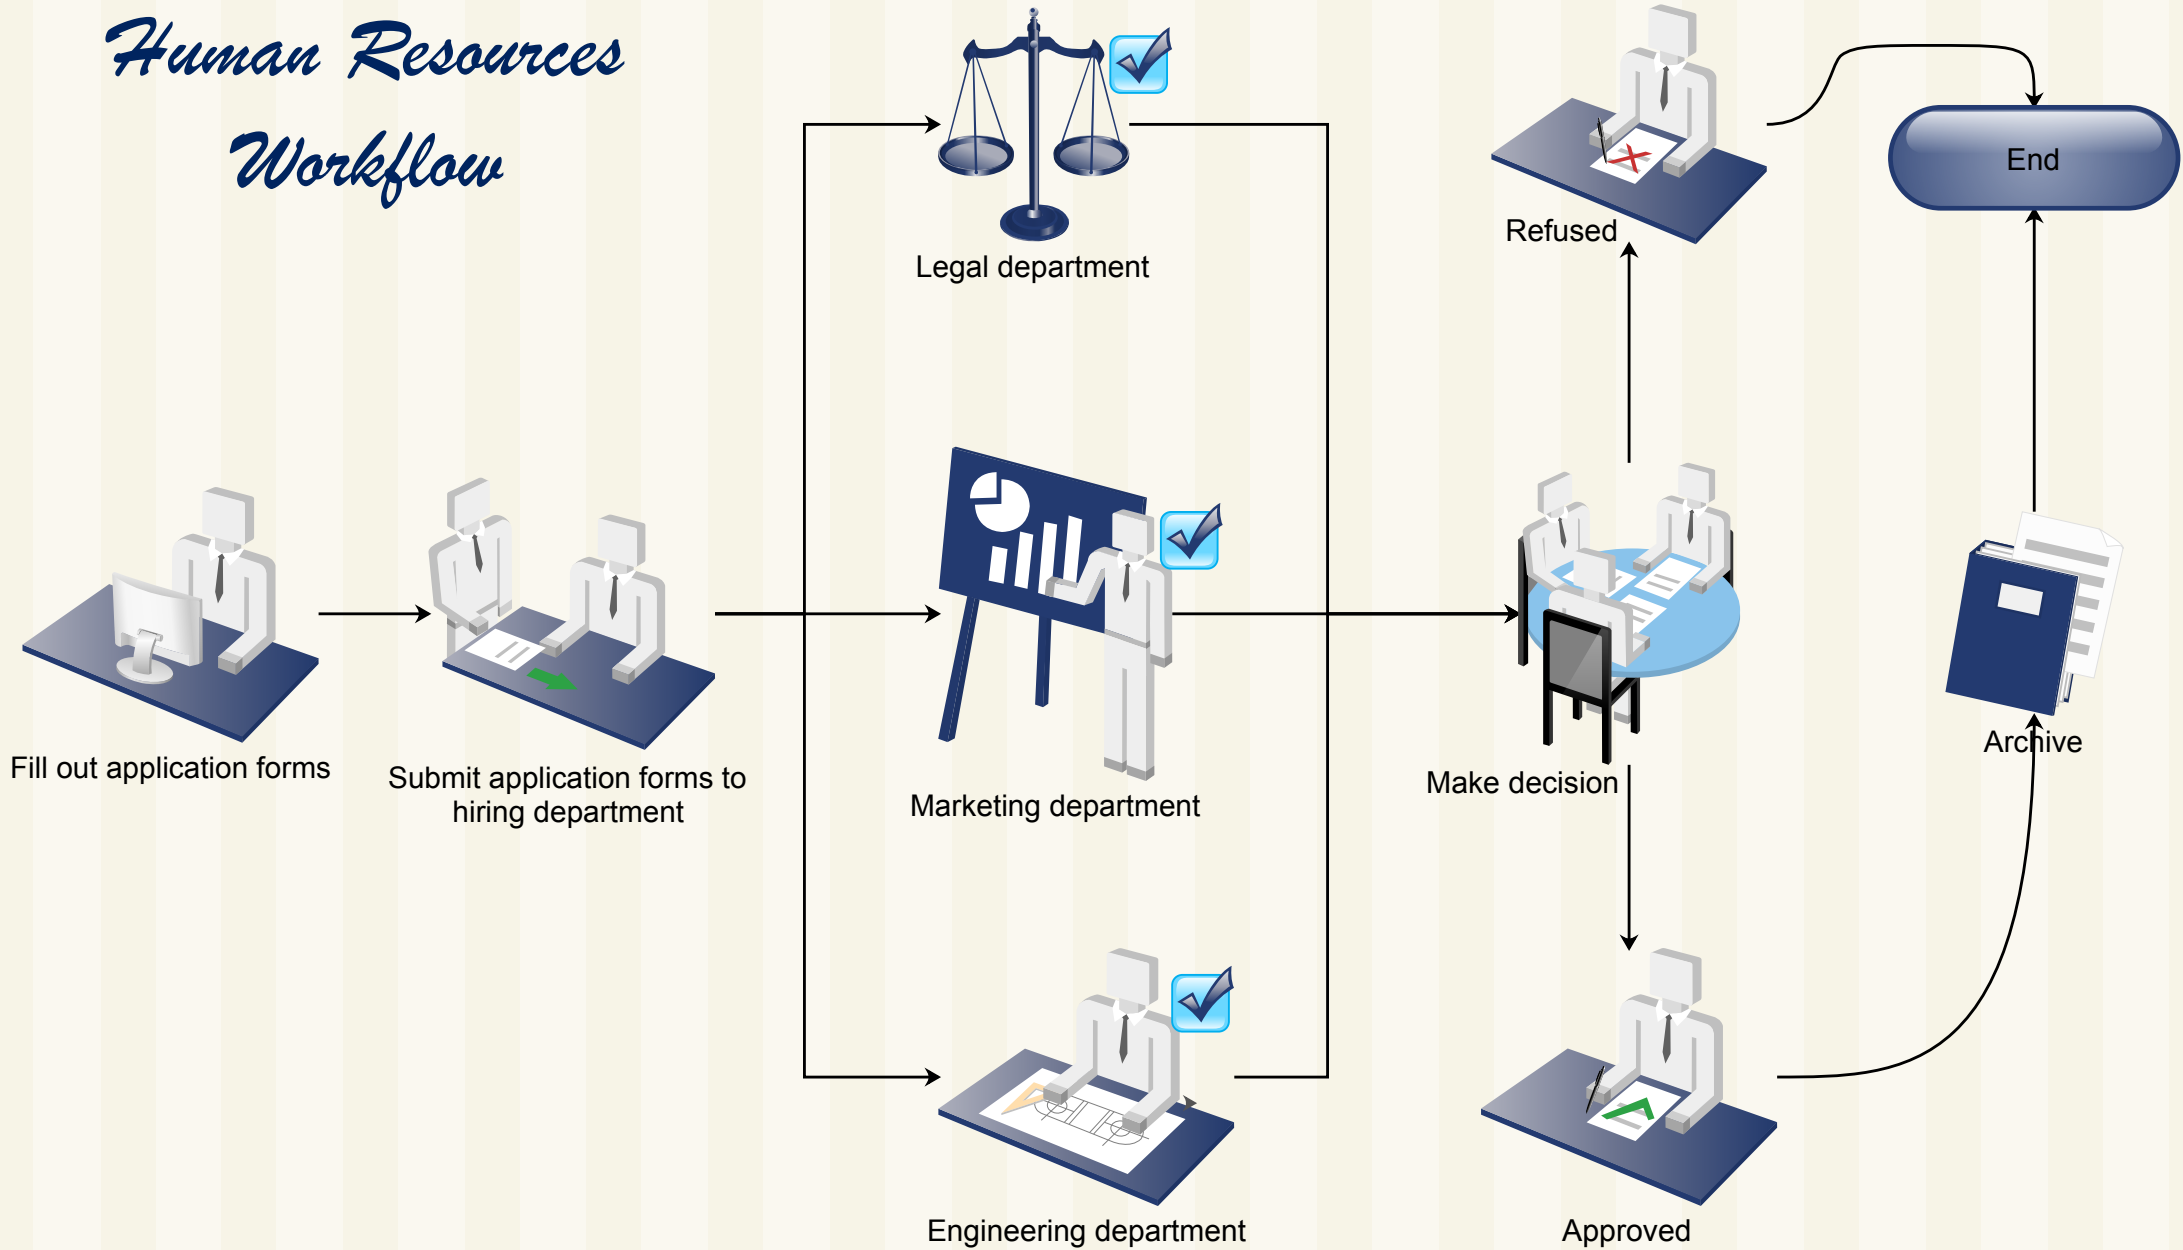 Human Resources
Workflow
Legal department
Refused
End
Fill out application forms
Submit application forms to
hiring department
Marketing department
Make decision
Archive
Engineering department
Approved